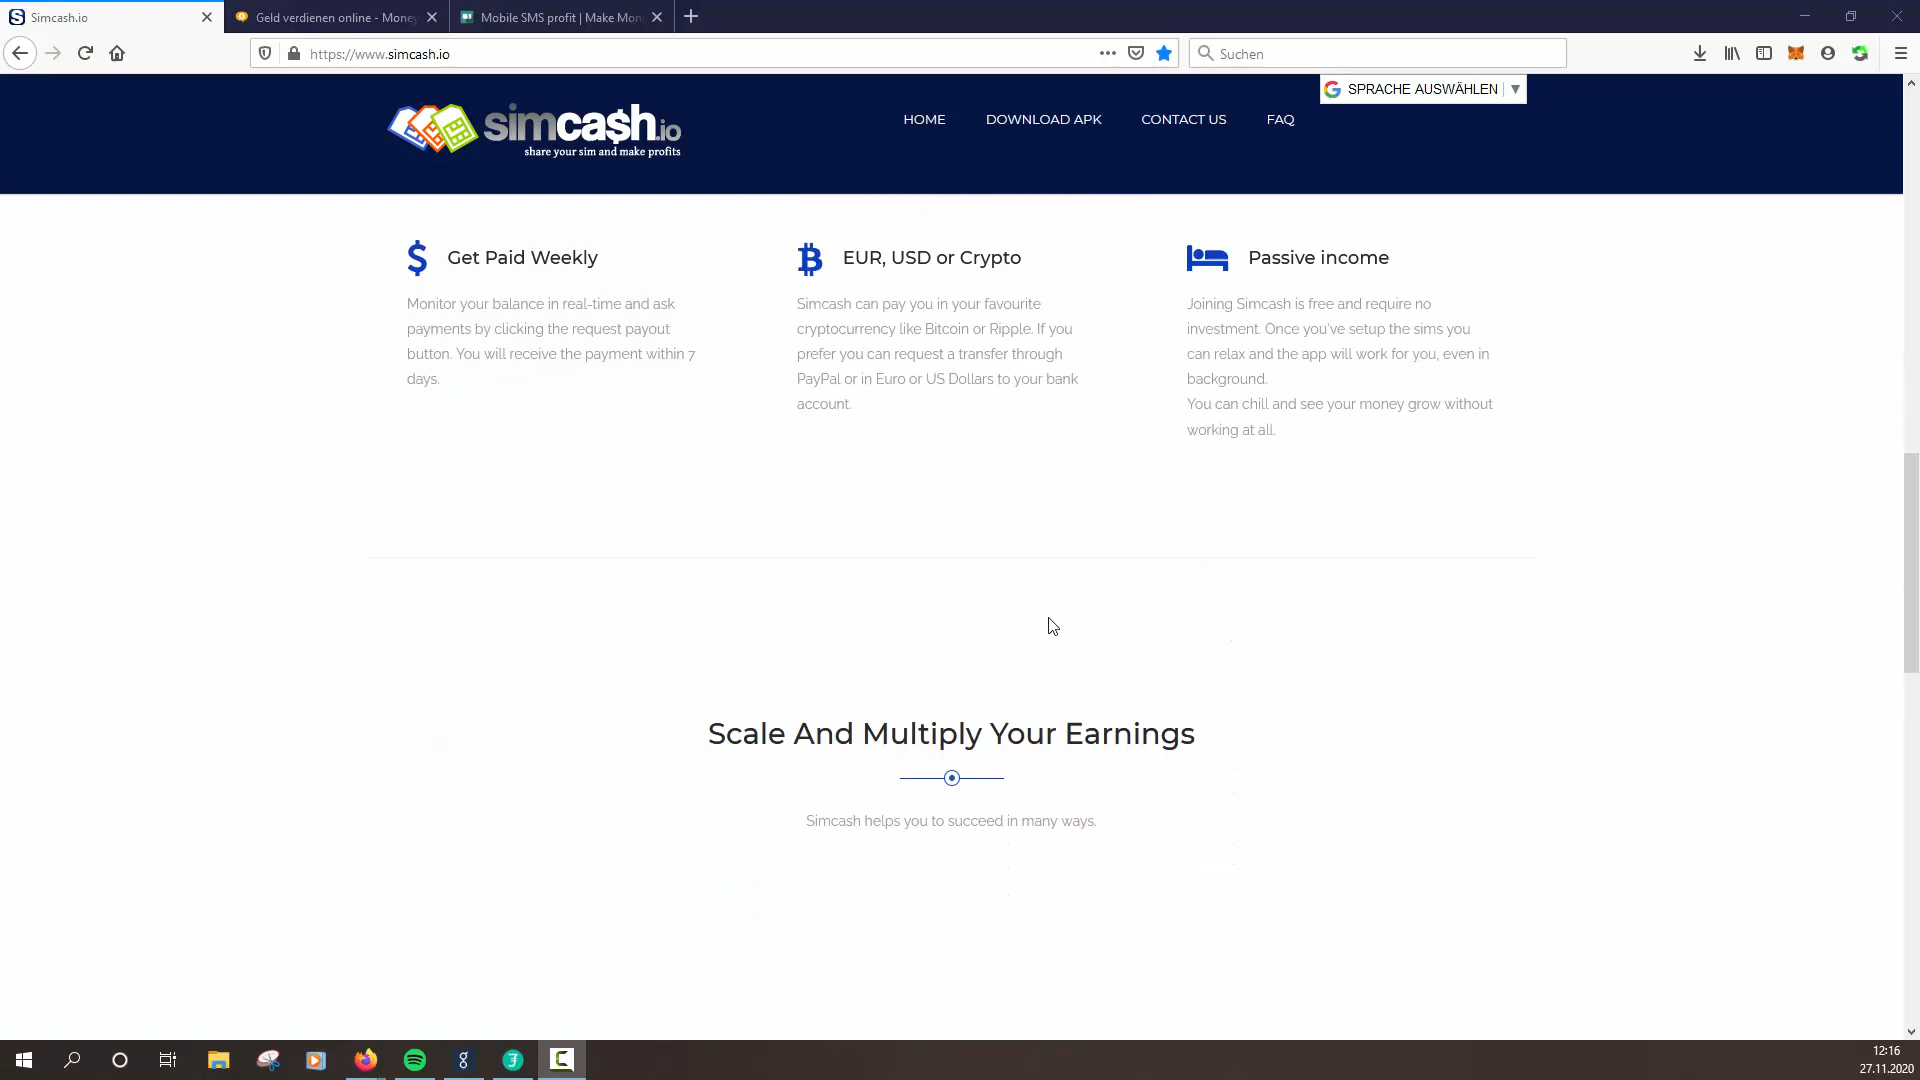 Simcash.io
Geld verdienen online - Money
Mobile SMS profit | Make Mon
https://www.simcash.io
Suchen
SPRACHE AUSWÄHLEN
simca$h.io
share your sim and make profits
HOME
DOWNLOAD APK
CONTACT US
FAQ
Get Paid Weekly
Monitor your balance in real-time and ask
payments by clicking the request payout
button. You will receive the payment within 7
days.
EUR, USD or Crypto
Simcash can pay you in your favourite
cryptocurrency like Bitcoin or Ripple. If you
prefer you can request a transfer through
PayPal or in Euro or US Dollars to your bank
account.
Passive income
Joining Simcash is free and require no
investment. Once you've setup the sims you
can relax and the app will work for you, even in
background.
You can chill and see your money grow without
working at all.
Scale And Multiply Your Earnings
Simcash helps you to succeed in many ways.
12:16
27.11.2020